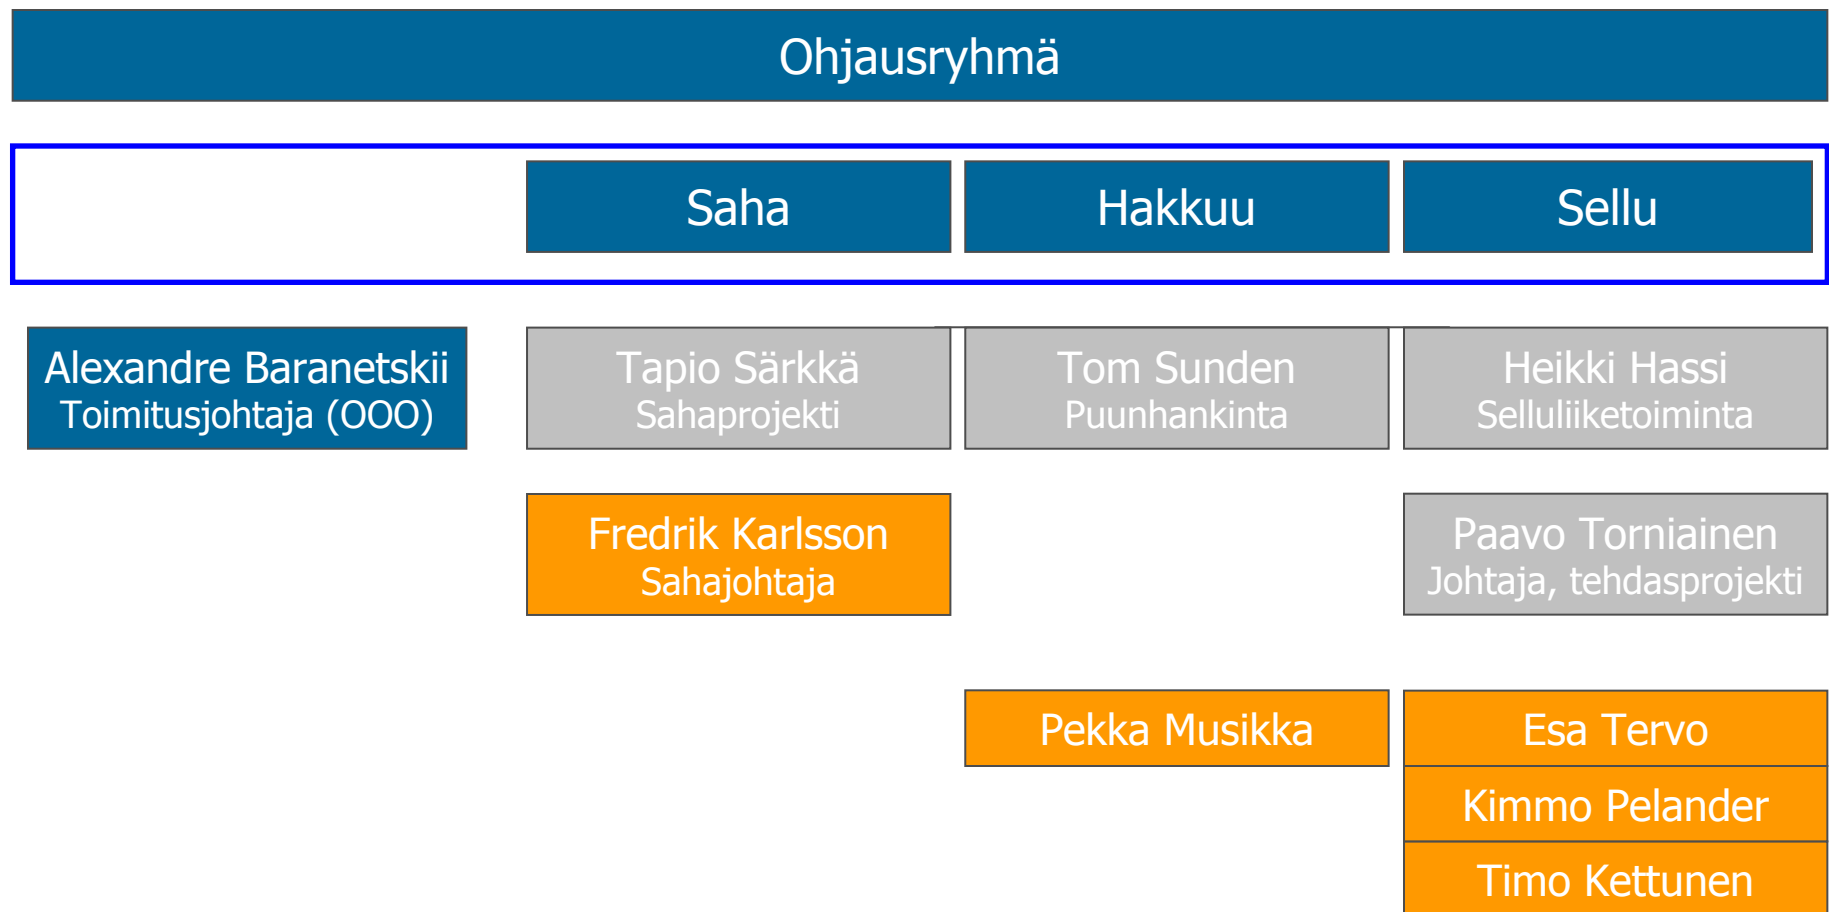 Ohjausryhmä
Saha
Hakkuu
Sellu
Alexandre Baranetskii
Toimitusjohtaja (OOO)
Tapio Särkkä
Sahaprojekti
Tom Sunden
Puunhankinta
Heikki Hassi
Selluliiketoiminta
Fredrik Karlsson
Sahajohtaja
Paavo Torniainen
Johtaja, tehdasprojekti
Pekka Musikka
Esa Tervo
Kimmo Pelander
Timo Kettunen